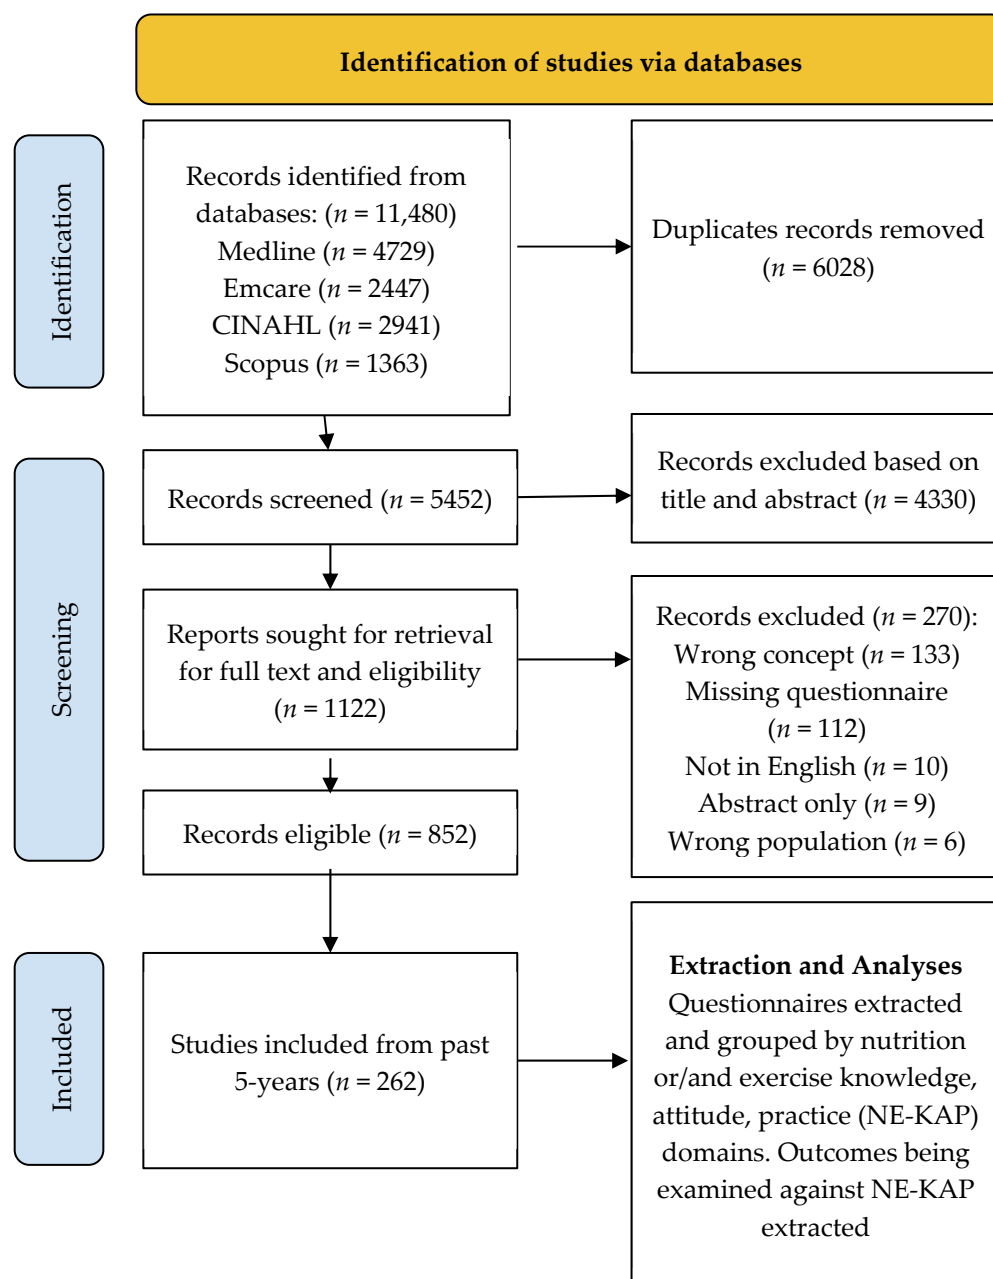 Identification of studies via databases
Identification
Records identified from
databases: (n = 11,480)
Medline (n = 4729)
Emcare (n = 2447)
CINAHL (n = 2941)
Scopus (n = 1363)
Duplicates records removed
(n = 6028)
Screening
Records screened (n = 5452)
Records excluded based on
title and abstract (n = 4330)
Reports sought for retrieval
for full text and eligibility
(n = 1122)
Records excluded (n = 270):
Wrong concept (n = 133)
Missing questionnaire
(n = 112)
Not in English (n = 10)
Abstract only (n = 9)
Wrong population (n = 6)
Records eligible (n = 852)
Included
Studies included from past
5-years (n = 262)
Extraction and Analyses
Questionnaires extracted
and grouped by nutrition
or/and exercise knowledge,
attitude, practice (NE-KAP)
domains. Outcomes being
examined against NE-KAP
extracted